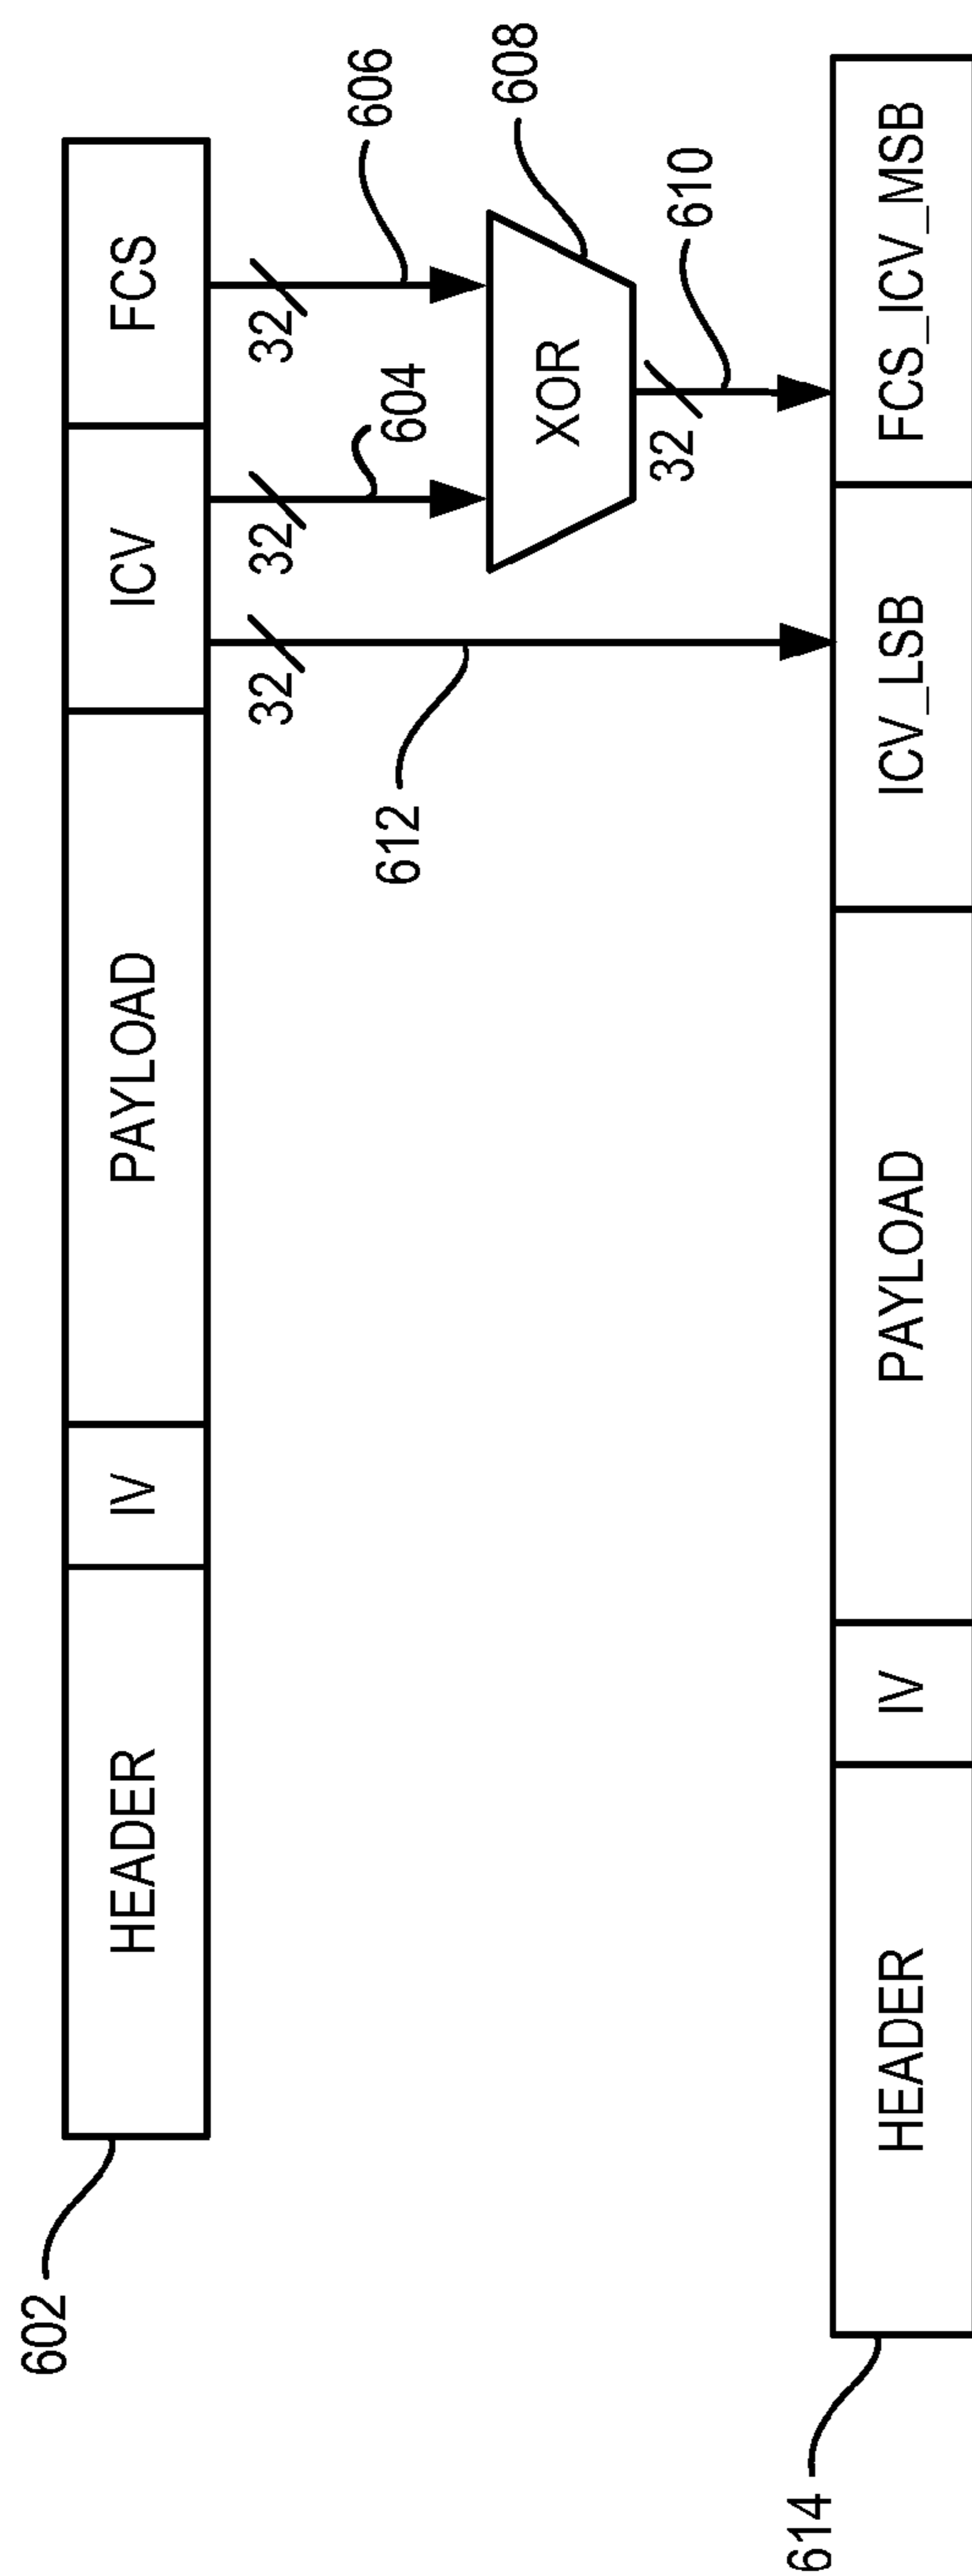 602
HEADER
IV
PAYLOAD
ICV
FCS
32
32
32
604
606
612
XOR
608
32
610
614
HEADER
IV
PAYLOAD
ICV_LSB
FCS_ICV_MSB